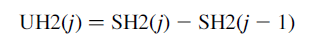 UH2(j) = SH2(j) − SH2(j − 1)